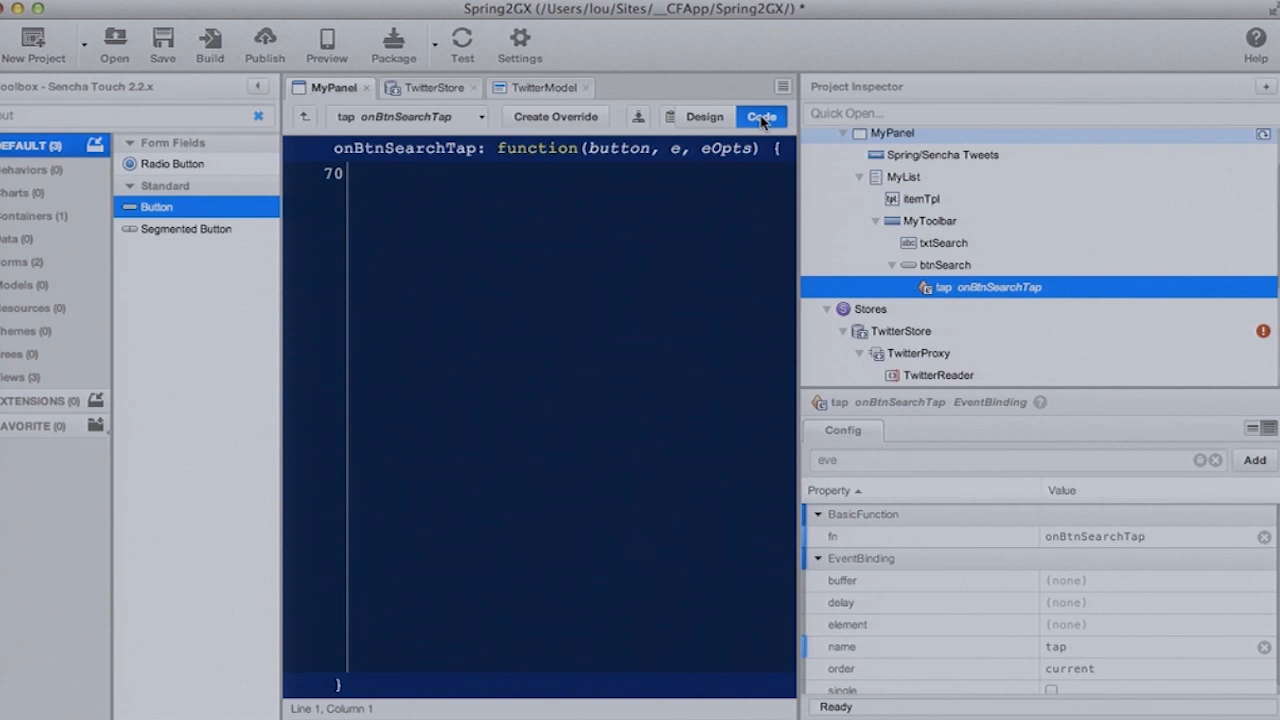 Spring2GX (/Users/lou/Sites/__CFApp/Spring2GX/) *
New Project Open Save Build Publish Preview Package Test Settings Help
oolbox - Sencha Touch 2.2.x
MyPanel × TwitterStore × TwitterModel ×
Project Inspector
out
tap onBtnSearchTap Create Override Design Code
Quick Open...
EFAULT (3)
ehaviors (0)
harts (0)
ontainers (1)
ata (0)
orms (2)
odels (0)
esources (0)
hemes (0)
rees (0)
iews (3)
XTENSIONS (0)
AVORITE (0)
Form Fields
Radio Button
Standard
Button
Segmented Button
onBtnSearchTap: function(button, e, eOpts) {
70
}
Line 1, Column 1
MyPanel
Spring/Sencha Tweets
MyList
tpl itemTpl
MyToolbar
abc txtSearch
btnSearch
tap onBtnSearchTap
S Stores
TwitterStore
TwitterProxy
TwitterReader
tap onBtnSearchTap EventBinding ?
Config
eve Add
Property Value
BasicFunction
fn onBtnSearchTap
EventBinding
buffer (none)
delay (none)
element (none)
name tap
order current
single
Ready